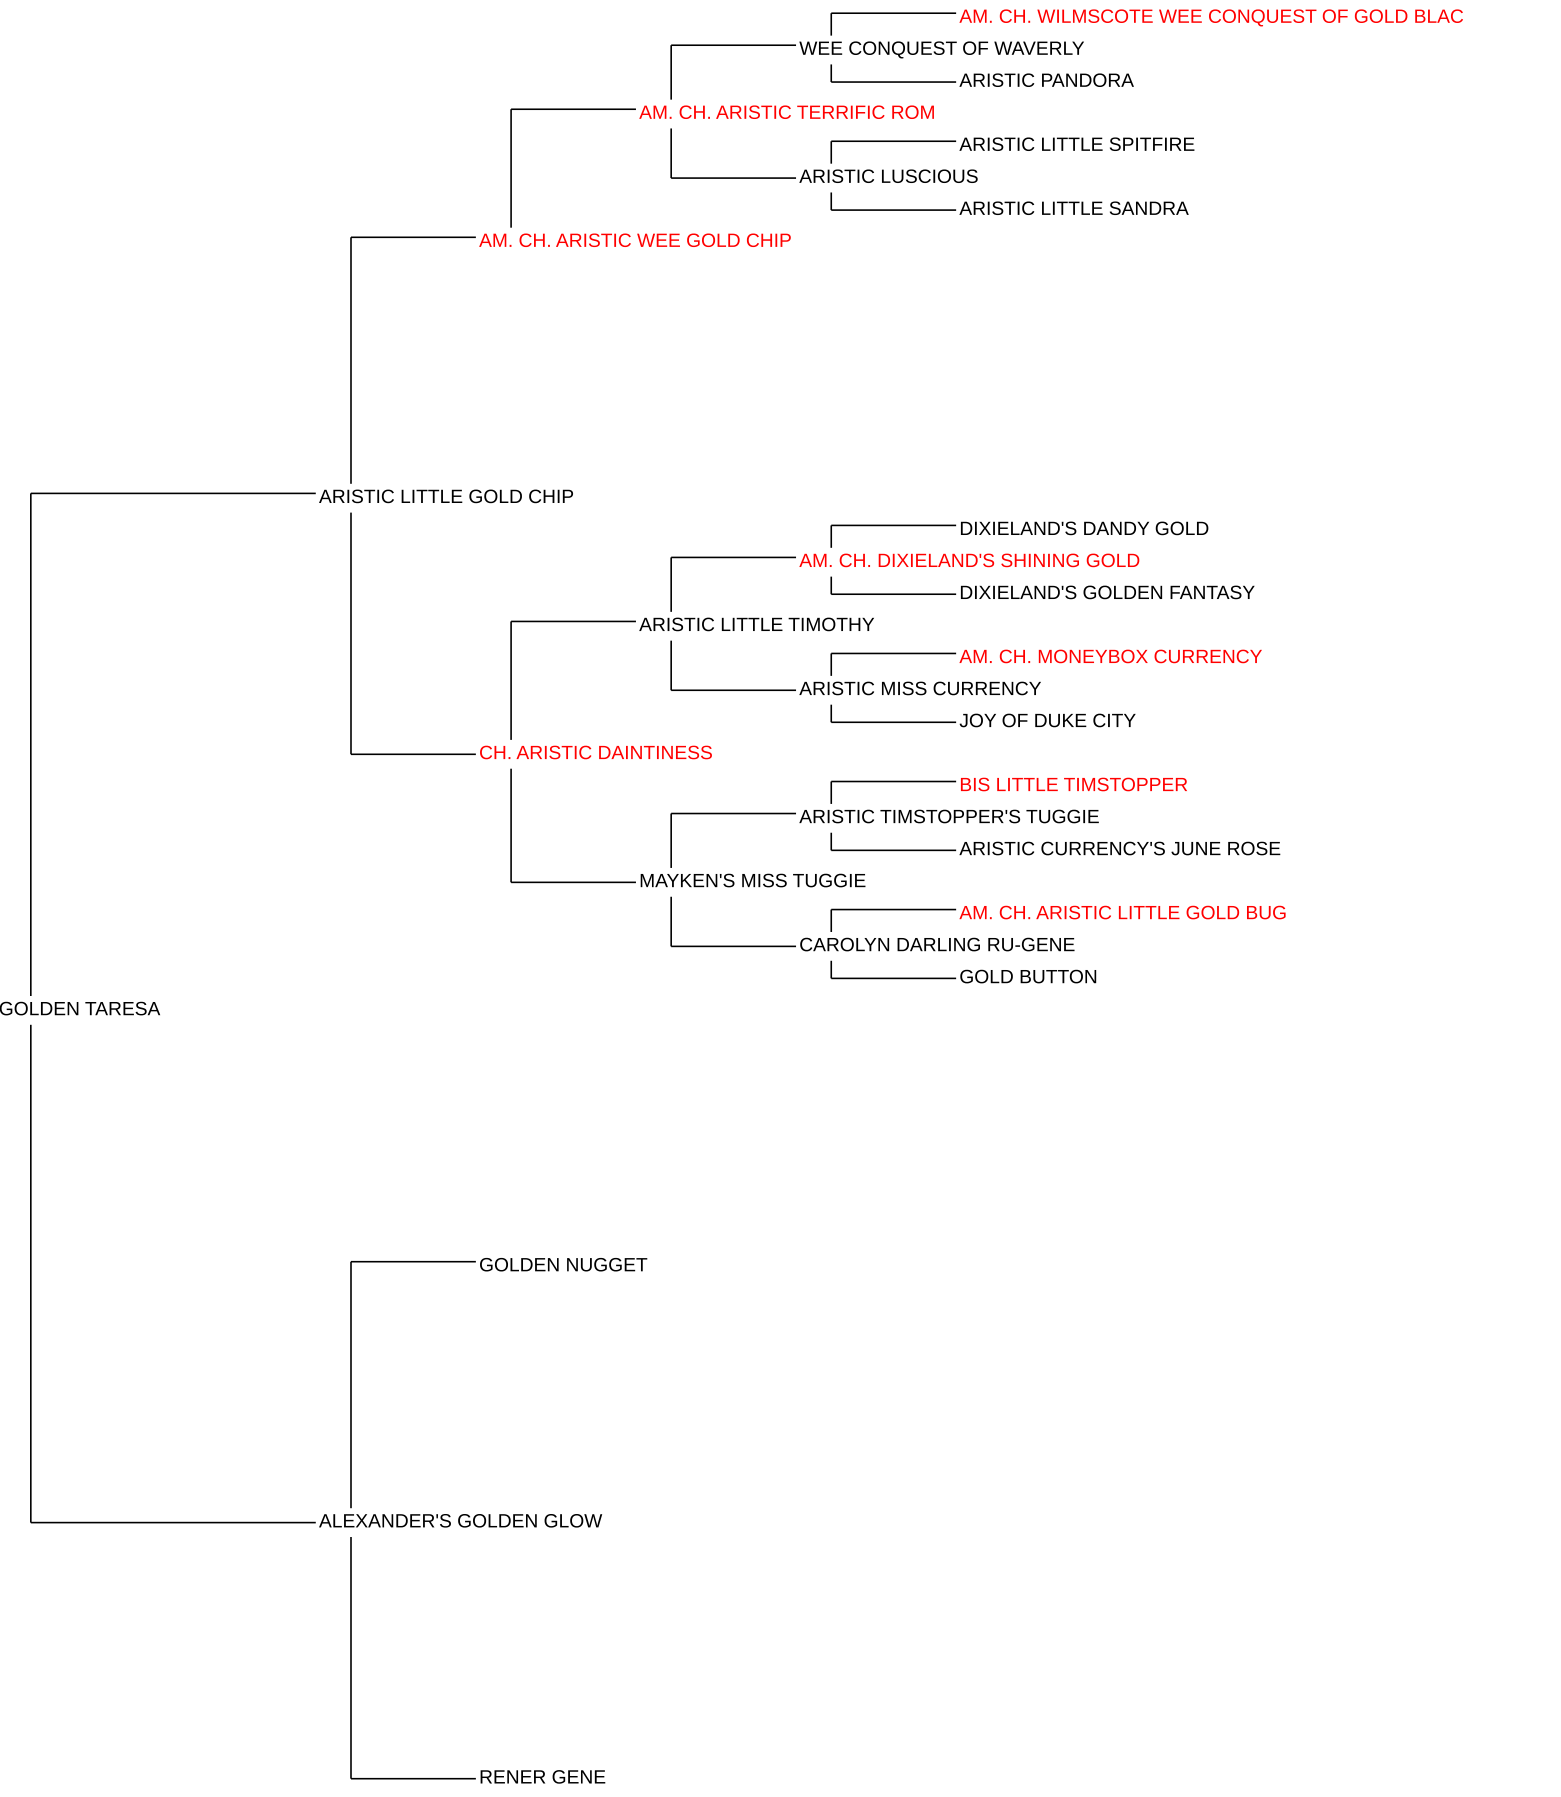 AM. CH. WILMSCOTE WEE CONQUEST OF GOLD BLAC
WEE CONQUEST OF WAVERLY
ARISTIC PANDORA
AM. CH. ARISTIC TERRIFIC ROM
ARISTIC LITTLE SPITFIRE
ARISTIC LUSCIOUS
ARISTIC LITTLE SANDRA
AM. CH. ARISTIC WEE GOLD CHIP
ARISTIC LITTLE GOLD CHIP
DIXIELAND'S DANDY GOLD
AM. CH. DIXIELAND'S SHINING GOLD
DIXIELAND'S GOLDEN FANTASY
ARISTIC LITTLE TIMOTHY
AM. CH. MONEYBOX CURRENCY
ARISTIC MISS CURRENCY
JOY OF DUKE CITY
CH. ARISTIC DAINTINESS
BIS LITTLE TIMSTOPPER
ARISTIC TIMSTOPPER'S TUGGIE
ARISTIC CURRENCY'S JUNE ROSE
MAYKEN'S MISS TUGGIE
AM. CH. ARISTIC LITTLE GOLD BUG
CAROLYN DARLING RU-GENE
GOLD BUTTON
GOLDEN TARESA
GOLDEN NUGGET
ALEXANDER'S GOLDEN GLOW
RENER GENE